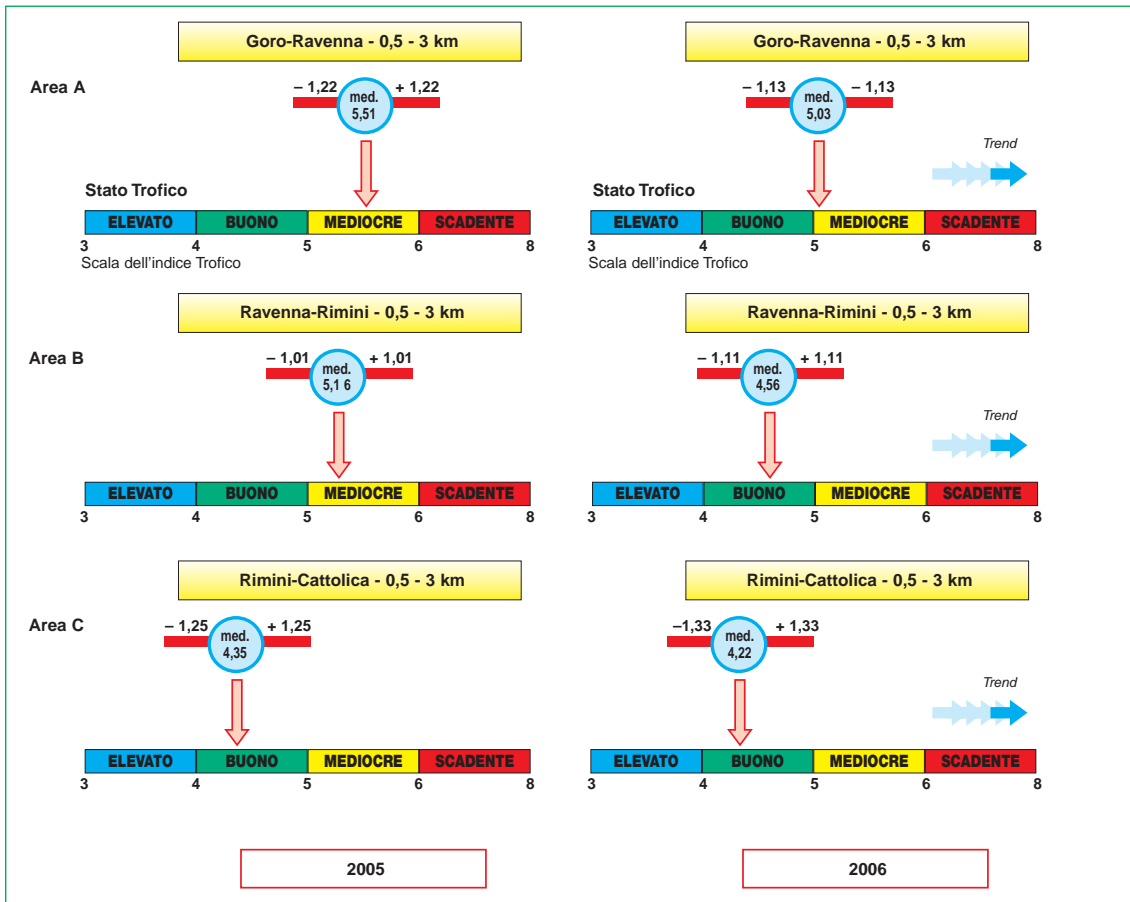 Goro-Ravenna - 0,5 - 3 km
Goro-Ravenna - 0,5 - 3 km
Area A
– 1,22
med.
5,51
+ 1,22
– 1,13
med.
5,03
– 1,13
Trend
Stato Trofico
Stato Trofico
ELEVATO BUONO MEDIOCRE SCADENTE
ELEVATO BUONO MEDIOCRE SCADENTE
3 4 5 6 8
3 4 5 6 8
Scala dell'indice Trofico
Scala dell'indice Trofico
Ravenna-Rimini - 0,5 - 3 km
Ravenna-Rimini - 0,5 - 3 km
Area B
– 1,01
med.
5,1 6
+ 1,01
– 1,11
med.
4,56
+ 1,11
Trend
ELEVATO BUONO MEDIOCRE SCADENTE
ELEVATO BUONO MEDIOCRE SCADENTE
3 4 5 6 8
3 4 5 6 8
Rimini-Cattolica - 0,5 - 3 km
Rimini-Cattolica - 0,5 - 3 km
Area C
– 1,25
med.
4,35
+ 1,25
–1,33
med.
4,22
+ 1,33
Trend
ELEVATO BUONO MEDIOCRE SCADENTE
ELEVATO BUONO MEDIOCRE SCADENTE
3 4 5 6 8
3 4 5 6 8
2005
2006